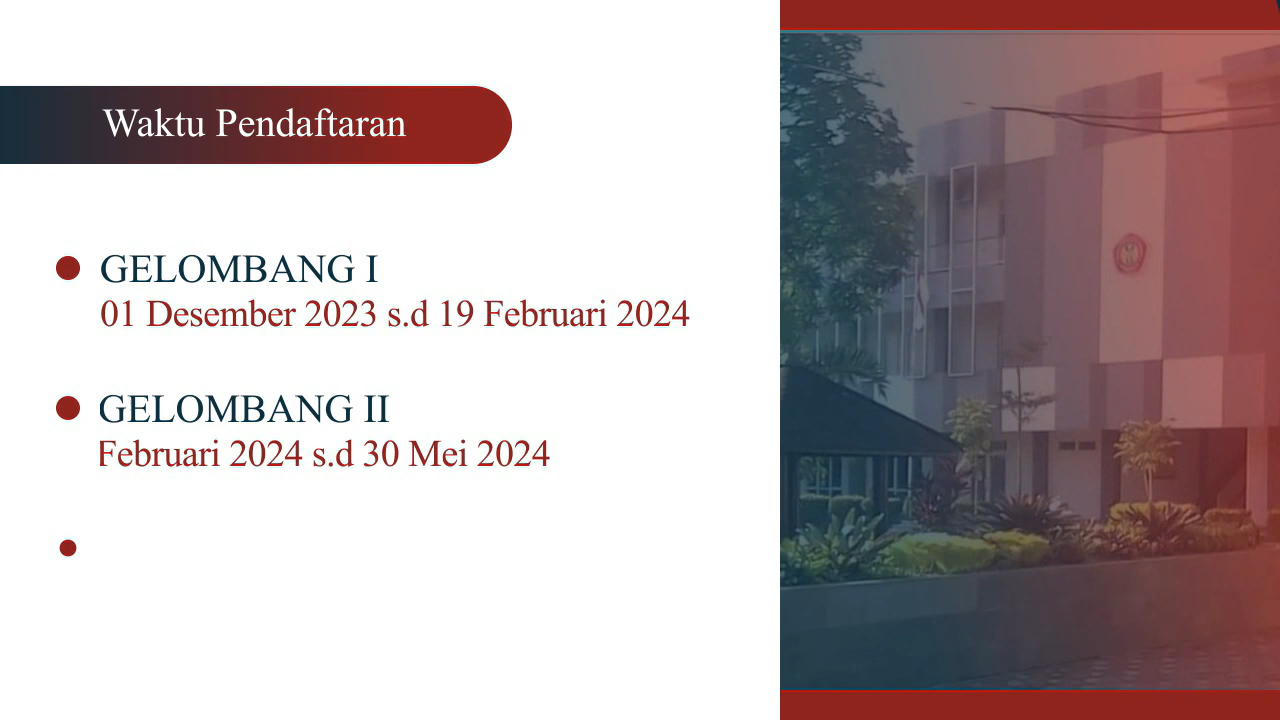 Waktu Pendaftaran
GELOMBANG I
01 Desember 2023 s.d 19 Februari 2024
GELOMBANG II
Februari 2024 s.d 30 Mei 2024